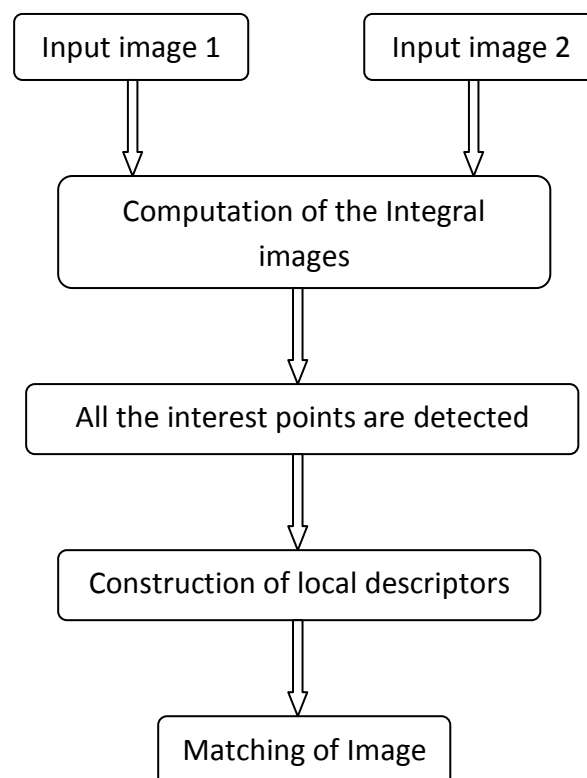 Input image 1
Input image 2
Computation of the Integral
images
All the interest points are detected
Construction of local descriptors
Matching of Image